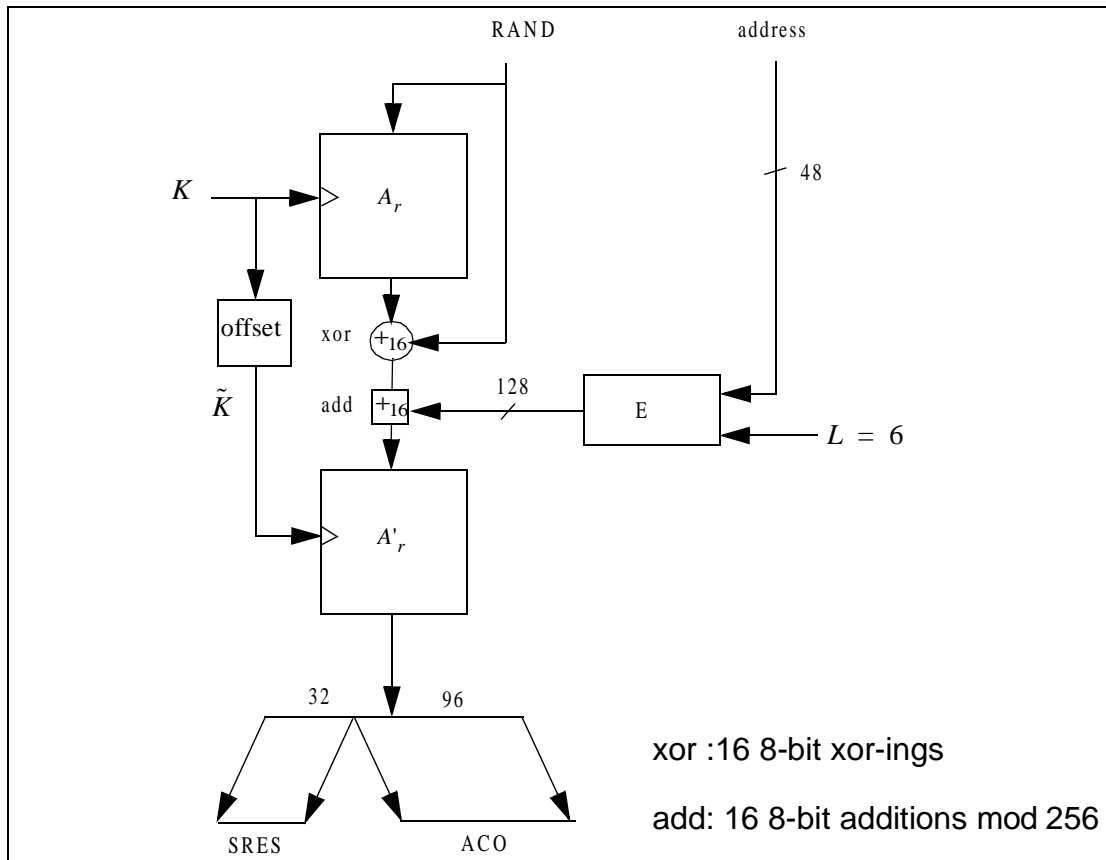 RAND address
48
K
A_r
offset
xor +16
128
K̃
add +16
E
L = 6
A'_r
32 96
xor :16 8-bit xor-ings
add: 16 8-bit additions mod 256
SRES ACO